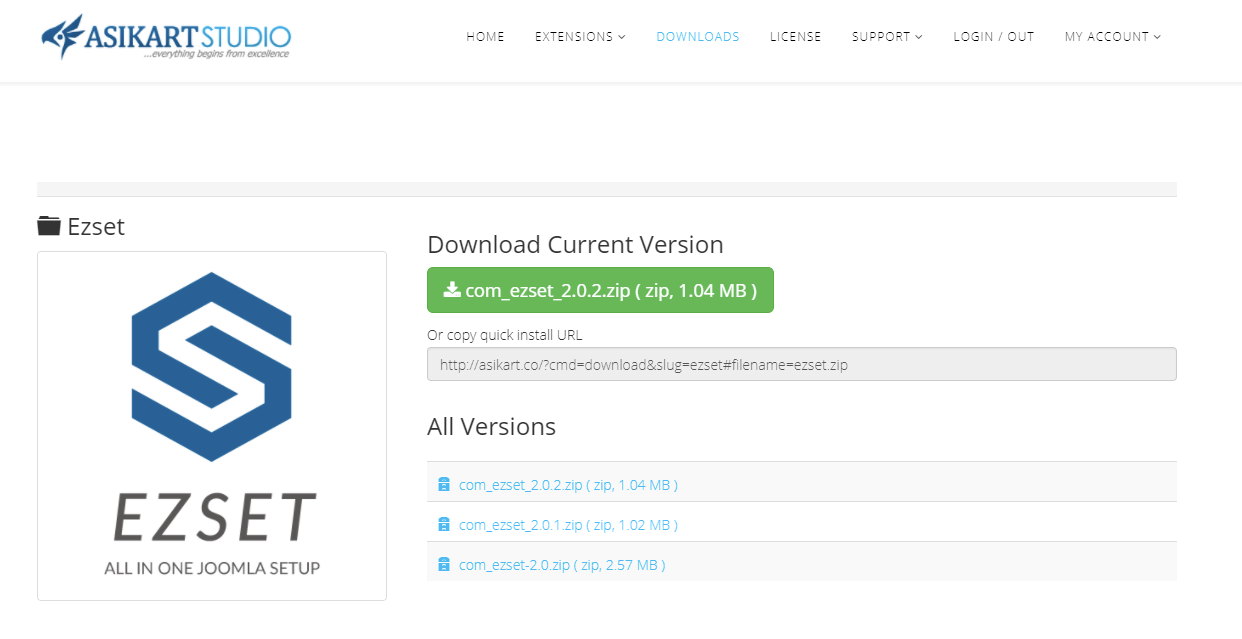 ASIKART STUDIO
...everything begins from excellence
HOME EXTENSIONS DOWNLOADS LICENSE SUPPORT LOGIN / OUT MY ACCOUNT
Ezset
EZSET
ALL IN ONE JOOMLA SETUP
Download Current Version
com_ezset_2.0.2.zip ( zip, 1.04 MB )
Or copy quick install URL
http://asikart.co/?cmd=download&slug=ezset#filename=ezset.zip
All Versions
com_ezset_2.0.2.zip ( zip, 1.04 MB )
com_ezset_2.0.1.zip ( zip, 1.02 MB )
com_ezset-2.0.zip ( zip, 2.57 MB )